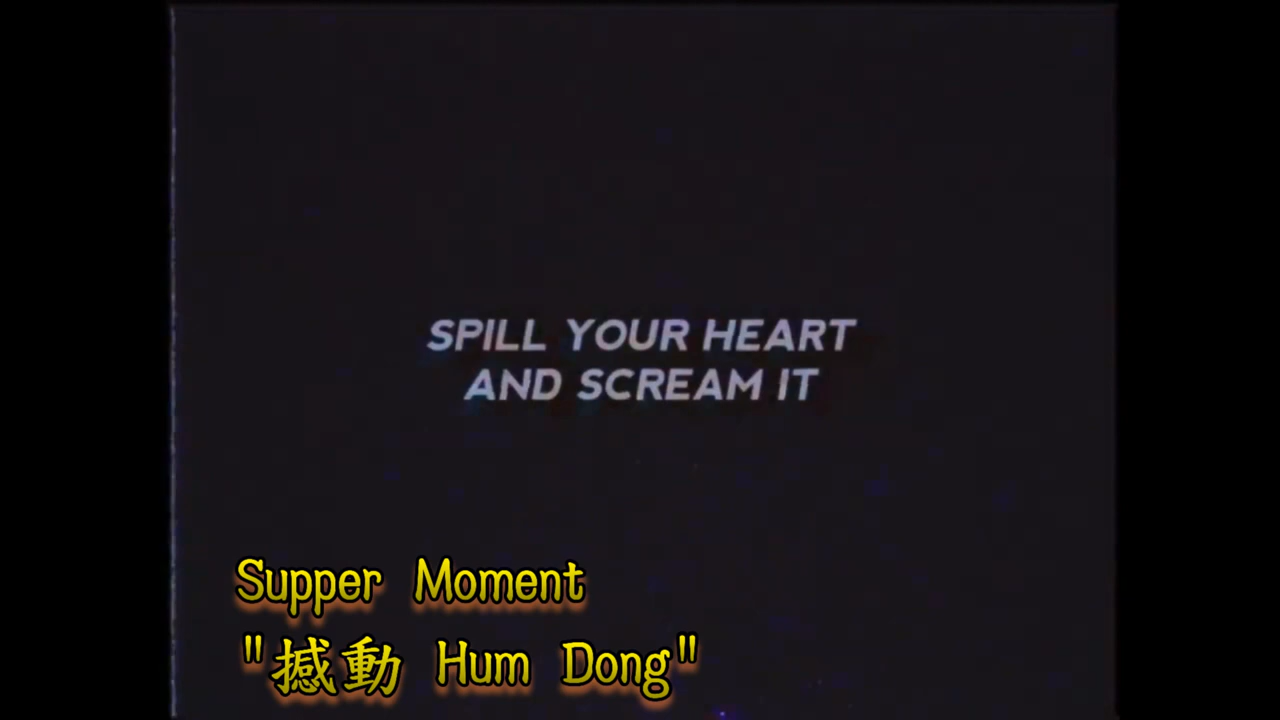 SPILL YOUR HEART
AND SCREAM IT
Supper Moment
"撼動 Hum Dong"